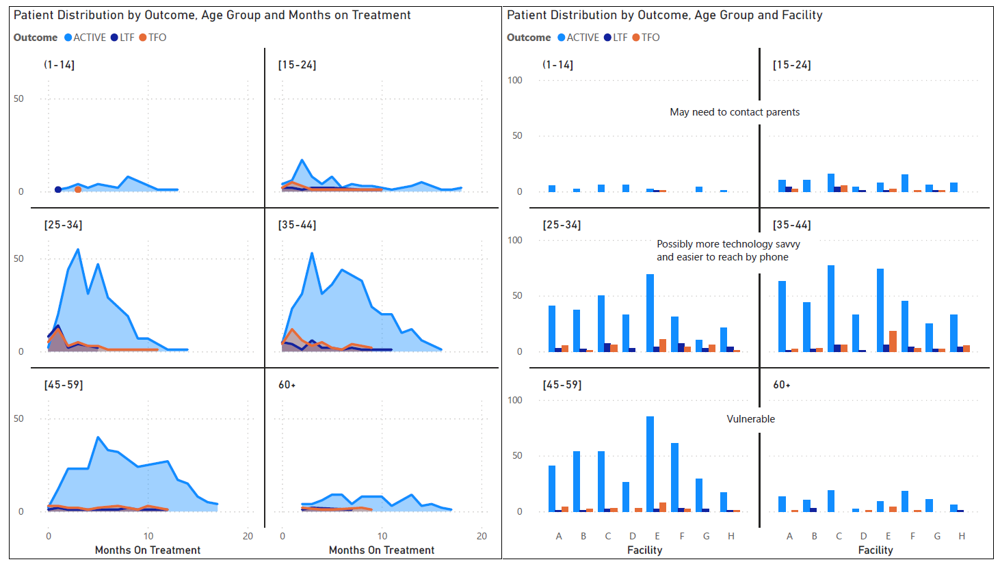 Patient Distribution by Outcome, Age Group and Months on Treatment
Outcome ACTIVE LTF TFO
(1-14]
[15-24]
50
0
0
10
20
[25-34]
[35-44]
50
0
[45-59]
60+
50
0
0 10 20
0 10 20
Months On Treatment
Months On Treatment
Patient Distribution by Outcome, Age Group and Facility
Outcome ACTIVE LTF TFO
(1-14]
[15-24]
100
May need to contact parents
50
0
[25-34]
[35-44]
100
Possibly more technology savvy
and easier to reach by phone
50
0
[45-59]
60+
100
Vulnerable
50
0
A B C D E F G H
A B C D E F G H
Facility
Facility